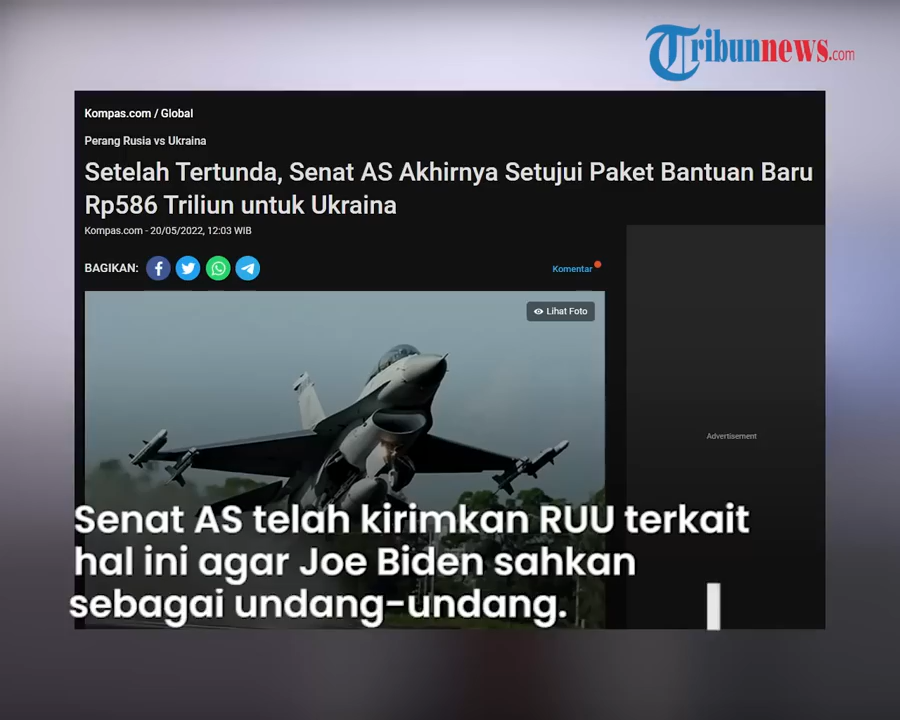 Tribunnews.com
Kompas.com / Global
Perang Rusia vs Ukraina
Setelah Tertunda, Senat AS Akhirnya Setujui Paket Bantuan Baru
Rp586 Triliun untuk Ukraina
Kompas.com - 20/05/2022, 12:03 WIB
BAGIKAN:
Komentar
Lihat Foto
Advertisement
Senat AS telah kirimkan RUU terkait
hal ini agar Joe Biden sahkan
sebagai undang-undang.